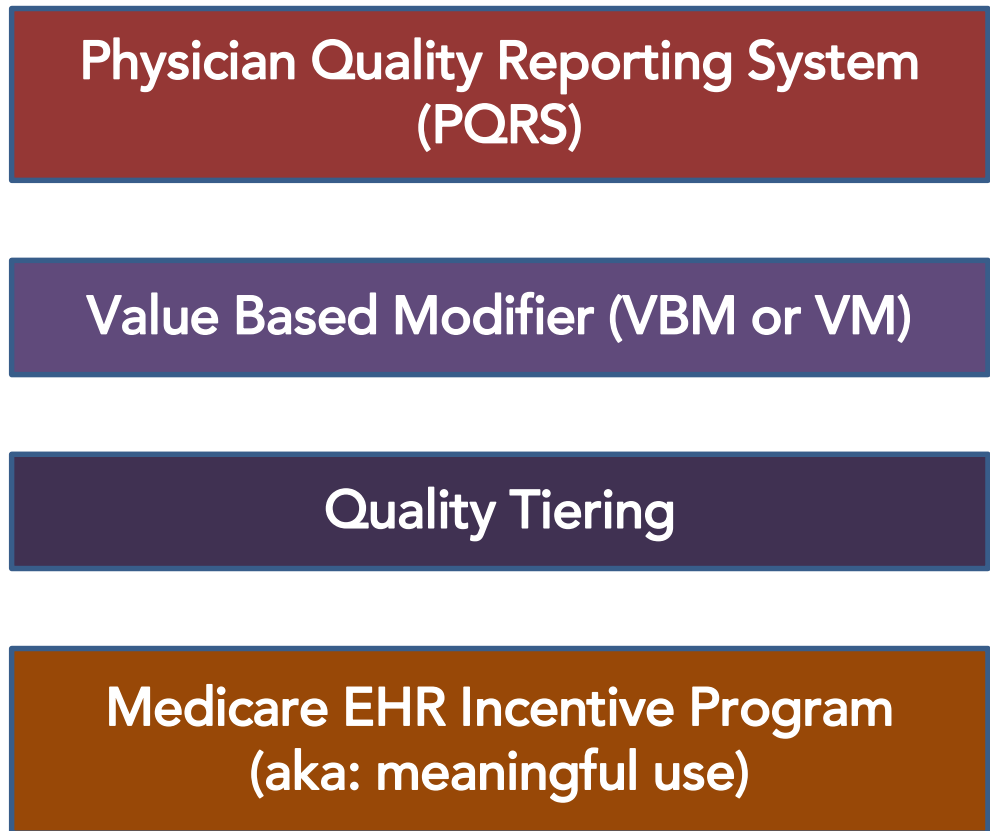 Physician Quality Reporting System
(PQRS)
Value Based Modifier (VBM or VM)
Quality Tiering
Medicare EHR Incentive Program
(aka: meaningful use)